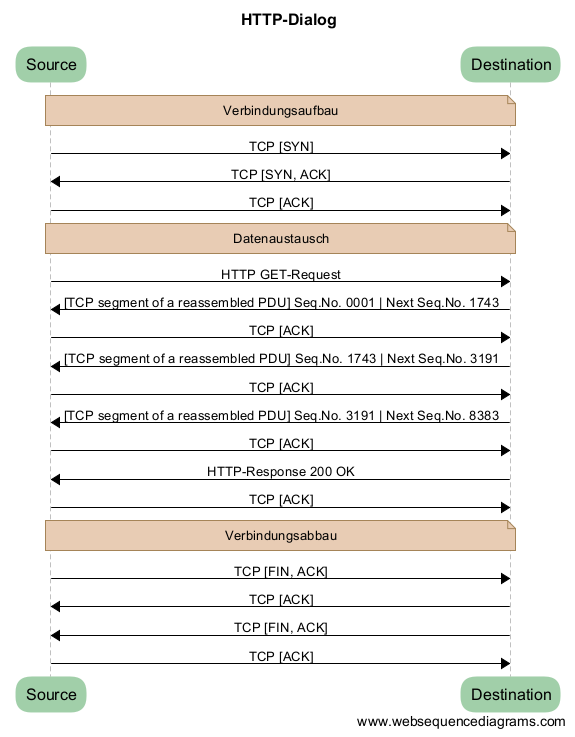 HTTP-Dialog
Source
Destination
Verbindungsaufbau
TCP [SYN]
TCP [SYN, ACK]
TCP [ACK]
Datenaustausch
HTTP GET-Request
[TCP segment of a reassembled PDU] Seq.No. 0001 | Next Seq.No. 1743
TCP [ACK]
[TCP segment of a reassembled PDU] Seq.No. 1743 | Next Seq.No. 3191
TCP [ACK]
[TCP segment of a reassembled PDU] Seq.No. 3191 | Next Seq.No. 8383
TCP [ACK]
HTTP-Response 200 OK
TCP [ACK]
Verbindungsabbau
TCP [FIN, ACK]
TCP [ACK]
TCP [FIN, ACK]
TCP [ACK]
Source
Destination
www.websequencediagrams.com